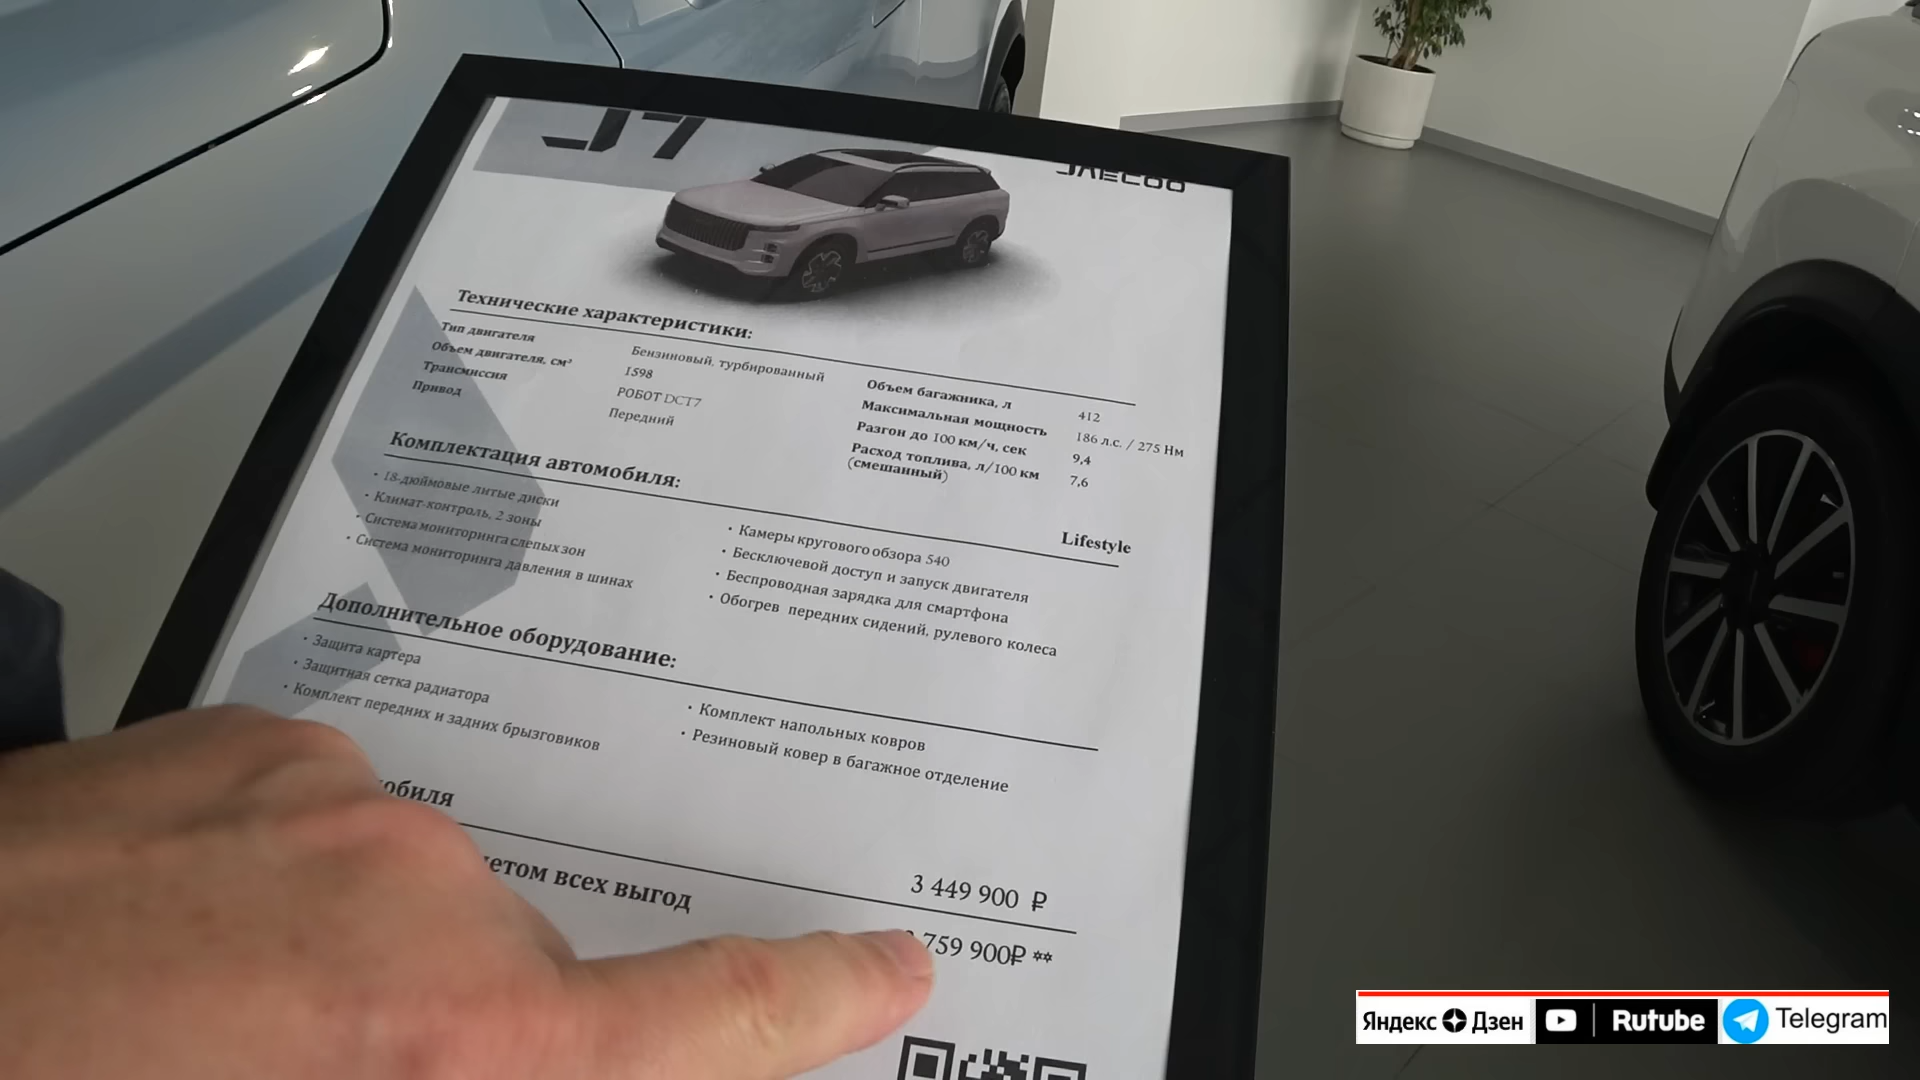 J7
JAECOO
Технические характеристики:
Тип двигателя Бензиновый, турбированный
Объем двигателя, см³ 1598
Трансмиссия РОБОТ DCT7
Привод Передний
Объем багажника, л 412
Максимальная мощность 186 л.с. / 275 Нм
Разгон до 100 км/ч, сек 9,4
Расход топлива, л/100 км 7,6
(смешанный)
Комплектация автомобиля: Lifestyle
• 18-дюймовые литые диски
• Климат-контроль, 2 зоны
• Система мониторинга слепых зон
• Система мониторинга давления в шинах
• Камеры кругового обзора 540
• Бесключевой доступ и запуск двигателя
• Беспроводная зарядка для смартфона
• Обогрев передних сидений, рулевого колеса
Дополнительное оборудование:
• Защита картера
• Защитная сетка радиатора
• Комплект передних и задних брызговиков
• Комплект напольных ковров
• Резиновый ковер в багажное отделение
3 449 900 ₽
всех выгод
759 900₽ **
Яндекс Дзен
Rutube
Telegram